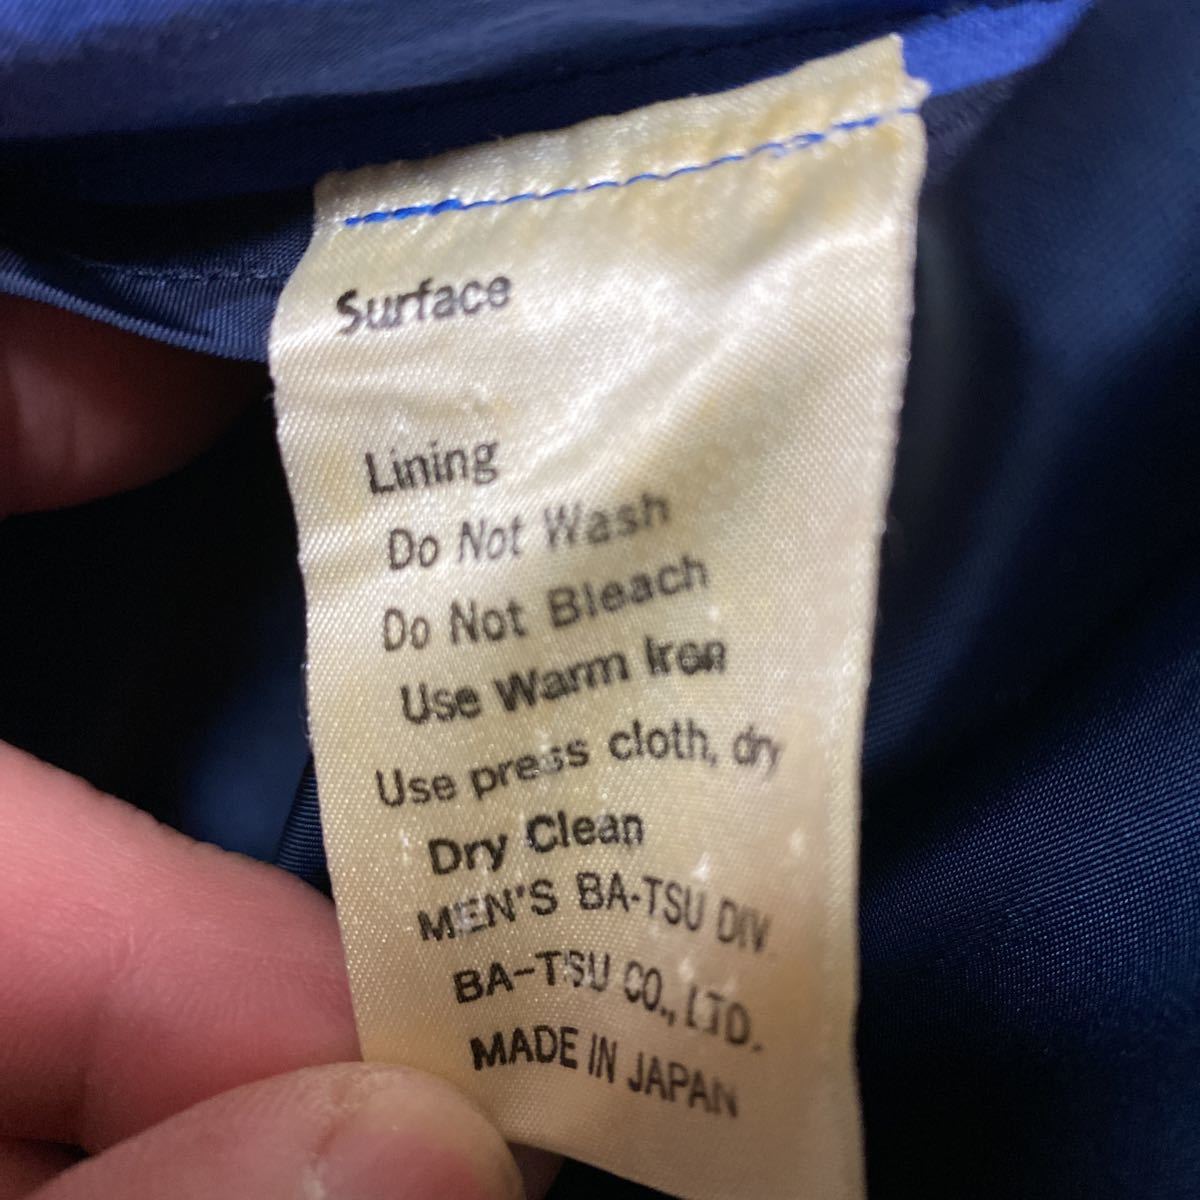 Surface
Lining
Do Not Wash
Do Not Bleach
Use Warm Iron
Use press cloth, dry
Dry Clean
MEN'S BA-TSU DIV.
BA-TSU CO., LTD.
MADE IN JAPAN